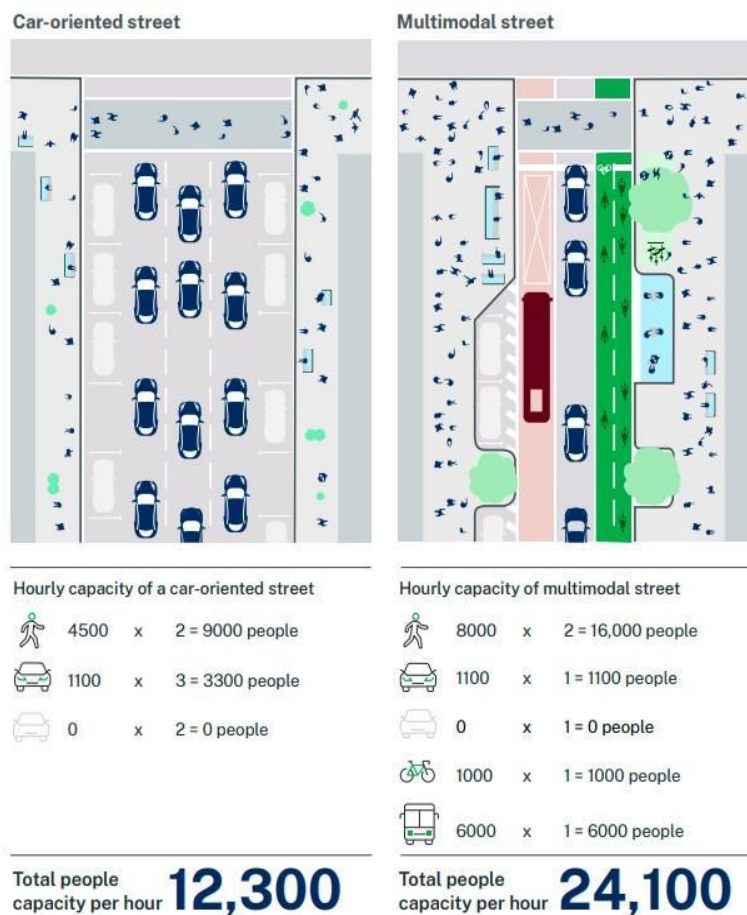 Car-oriented street
Multimodal street
Hourly capacity of a car-oriented street
4500 x 2 = 9000 people
1100 x 3 = 3300 people
0 x 2 = 0 people
Total people
capacity per hour 12,300
Hourly capacity of multimodal street
8000 x 2 = 16,000 people
1100 x 1 = 1100 people
0 x 1 = 0 people
1000 x 1 = 1000 people
6000 x 1 = 6000 people
Total people
capacity per hour 24,100